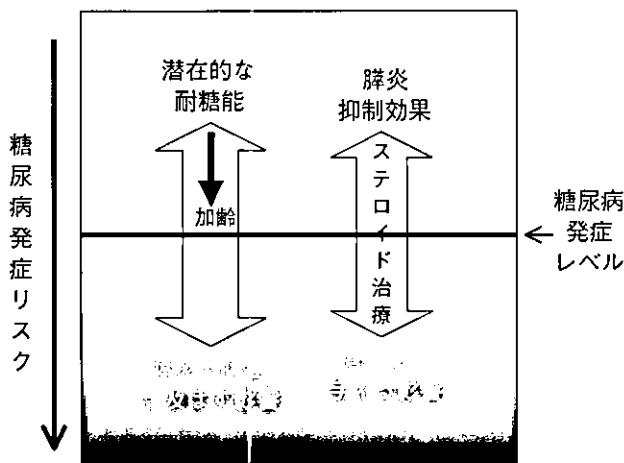 潜在的な
耐糖能
膵炎
抑制効果
ステロイド治療
加齢
糖尿病発症リスク
糖尿病
発症
レベル